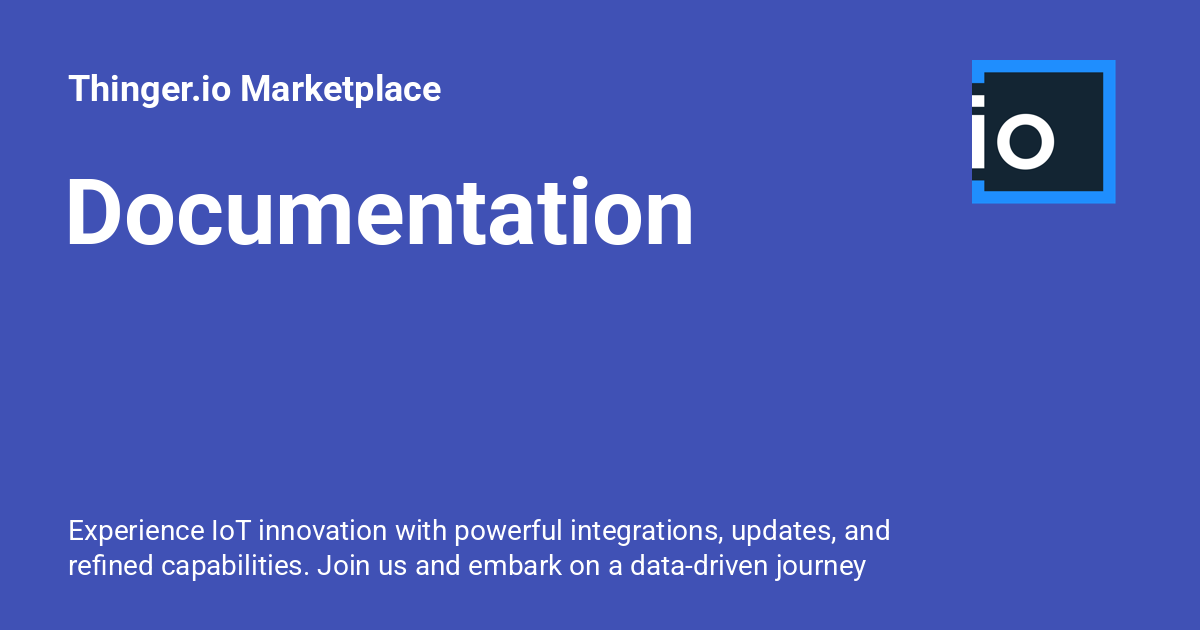 Thinger.io Marketplace
io
Documentation
Experience IoT innovation with powerful integrations, updates, and
refined capabilities. Join us and embark on a data-driven journey